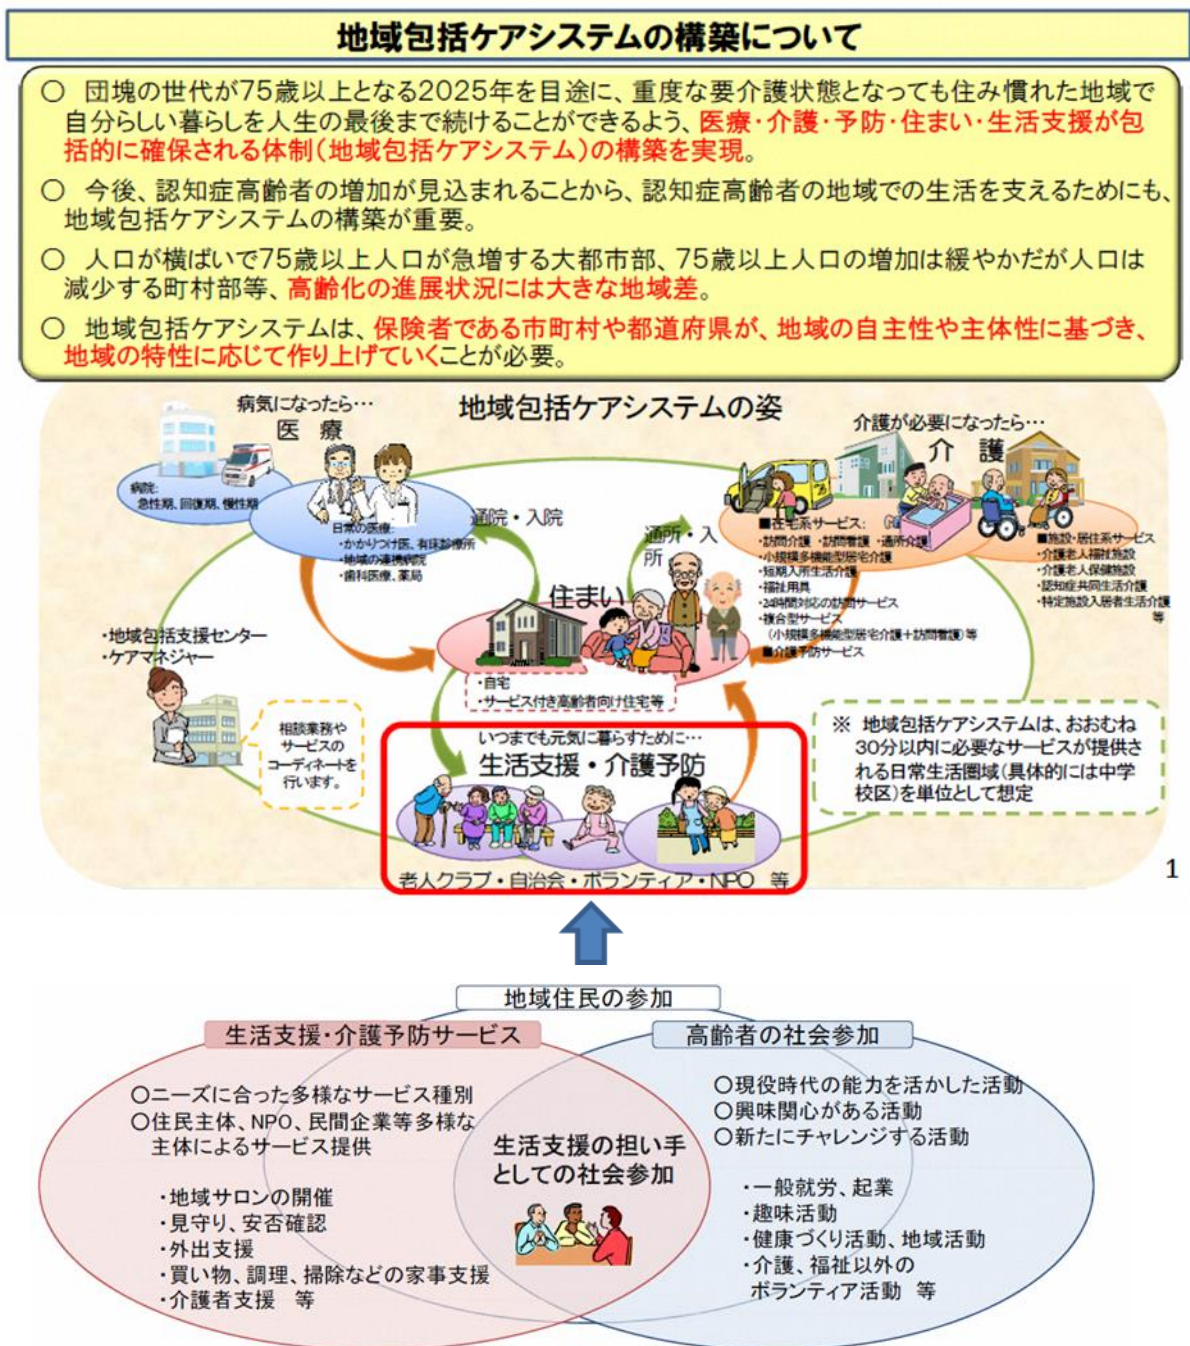 地域包括ケアシステムの構築について
○ 団塊の世代が75歳以上となる2025年を目途に、重度な要介護状態となっても住み慣れた地域で
自分らしい暮らしを人生の最後まで続けることができるよう、医療・介護・予防・住まい・生活支援が包
括的に確保される体制(地域包括ケアシステム)の構築を実現。
○ 今後、認知症高齢者の増加が見込まれることから、認知症高齢者の地域での生活を支えるためにも、
地域包括ケアシステムの構築が重要。
○ 人口が横ばいで75歳以上人口が急増する大都市部、75歳以上人口の増加は緩やかだが人口は
減少する町村部等、高齢化の進展状況には大きな地域差。
○ 地域包括ケアシステムは、保険者である市町村や都道府県が、地域の自主性や主体性に基づき、
地域の特性に応じて作り上げていくことが必要。
地域包括ケアシステムの姿
病気になったら…
医 療
病院:
急性期、回復期、慢性期
日常の医療:
・かかりつけ医、有床診療所
・地域の連携病院
・歯科医療、薬局
通院・入院
通所・入
所
介護が必要になったら…
介 護
■在宅系サービス:
・訪問介護 ・訪問看護 ・通所介護
・小規模多機能型居宅介護
・短期入所生活介護
・福祉用具
・24時間対応の訪問サービス
・複合型サービス
(小規模多機能型居宅介護+訪問看護)等
■介護予防サービス
■施設・居住系サービス
・介護老人福祉施設
・介護老人保健施設
・認知症共同生活介護
・特定施設入居者生活介護
等
住まい
・自宅
・サービス付き高齢者向け住宅等
・地域包括支援センター
・ケアマネジャー
相談業務や
サービスの
コーディネートを
行います。
いつまでも元気に暮らすために…
生活支援・介護予防
老人クラブ・自治会・ボランティア・NPO 等
※ 地域包括ケアシステムは、おおむね
30分以内に必要なサービスが提供さ
れる日常生活圏域(具体的には中学
校区)を単位として想定
1
地域住民の参加
生活支援・介護予防サービス
○ニーズに合った多様なサービス種別
○住民主体、NPO、民間企業等多様な
主体によるサービス提供
・地域サロンの開催
・見守り、安否確認
・外出支援
・買い物、調理、掃除などの家事支援
・介護者支援 等
生活支援の担い手
としての社会参加
高齢者の社会参加
○現役時代の能力を活かした活動
○興味関心がある活動
○新たにチャレンジする活動
・一般就労、起業
・趣味活動
・健康づくり活動、地域活動
・介護、福祉以外の
ボランティア活動 等